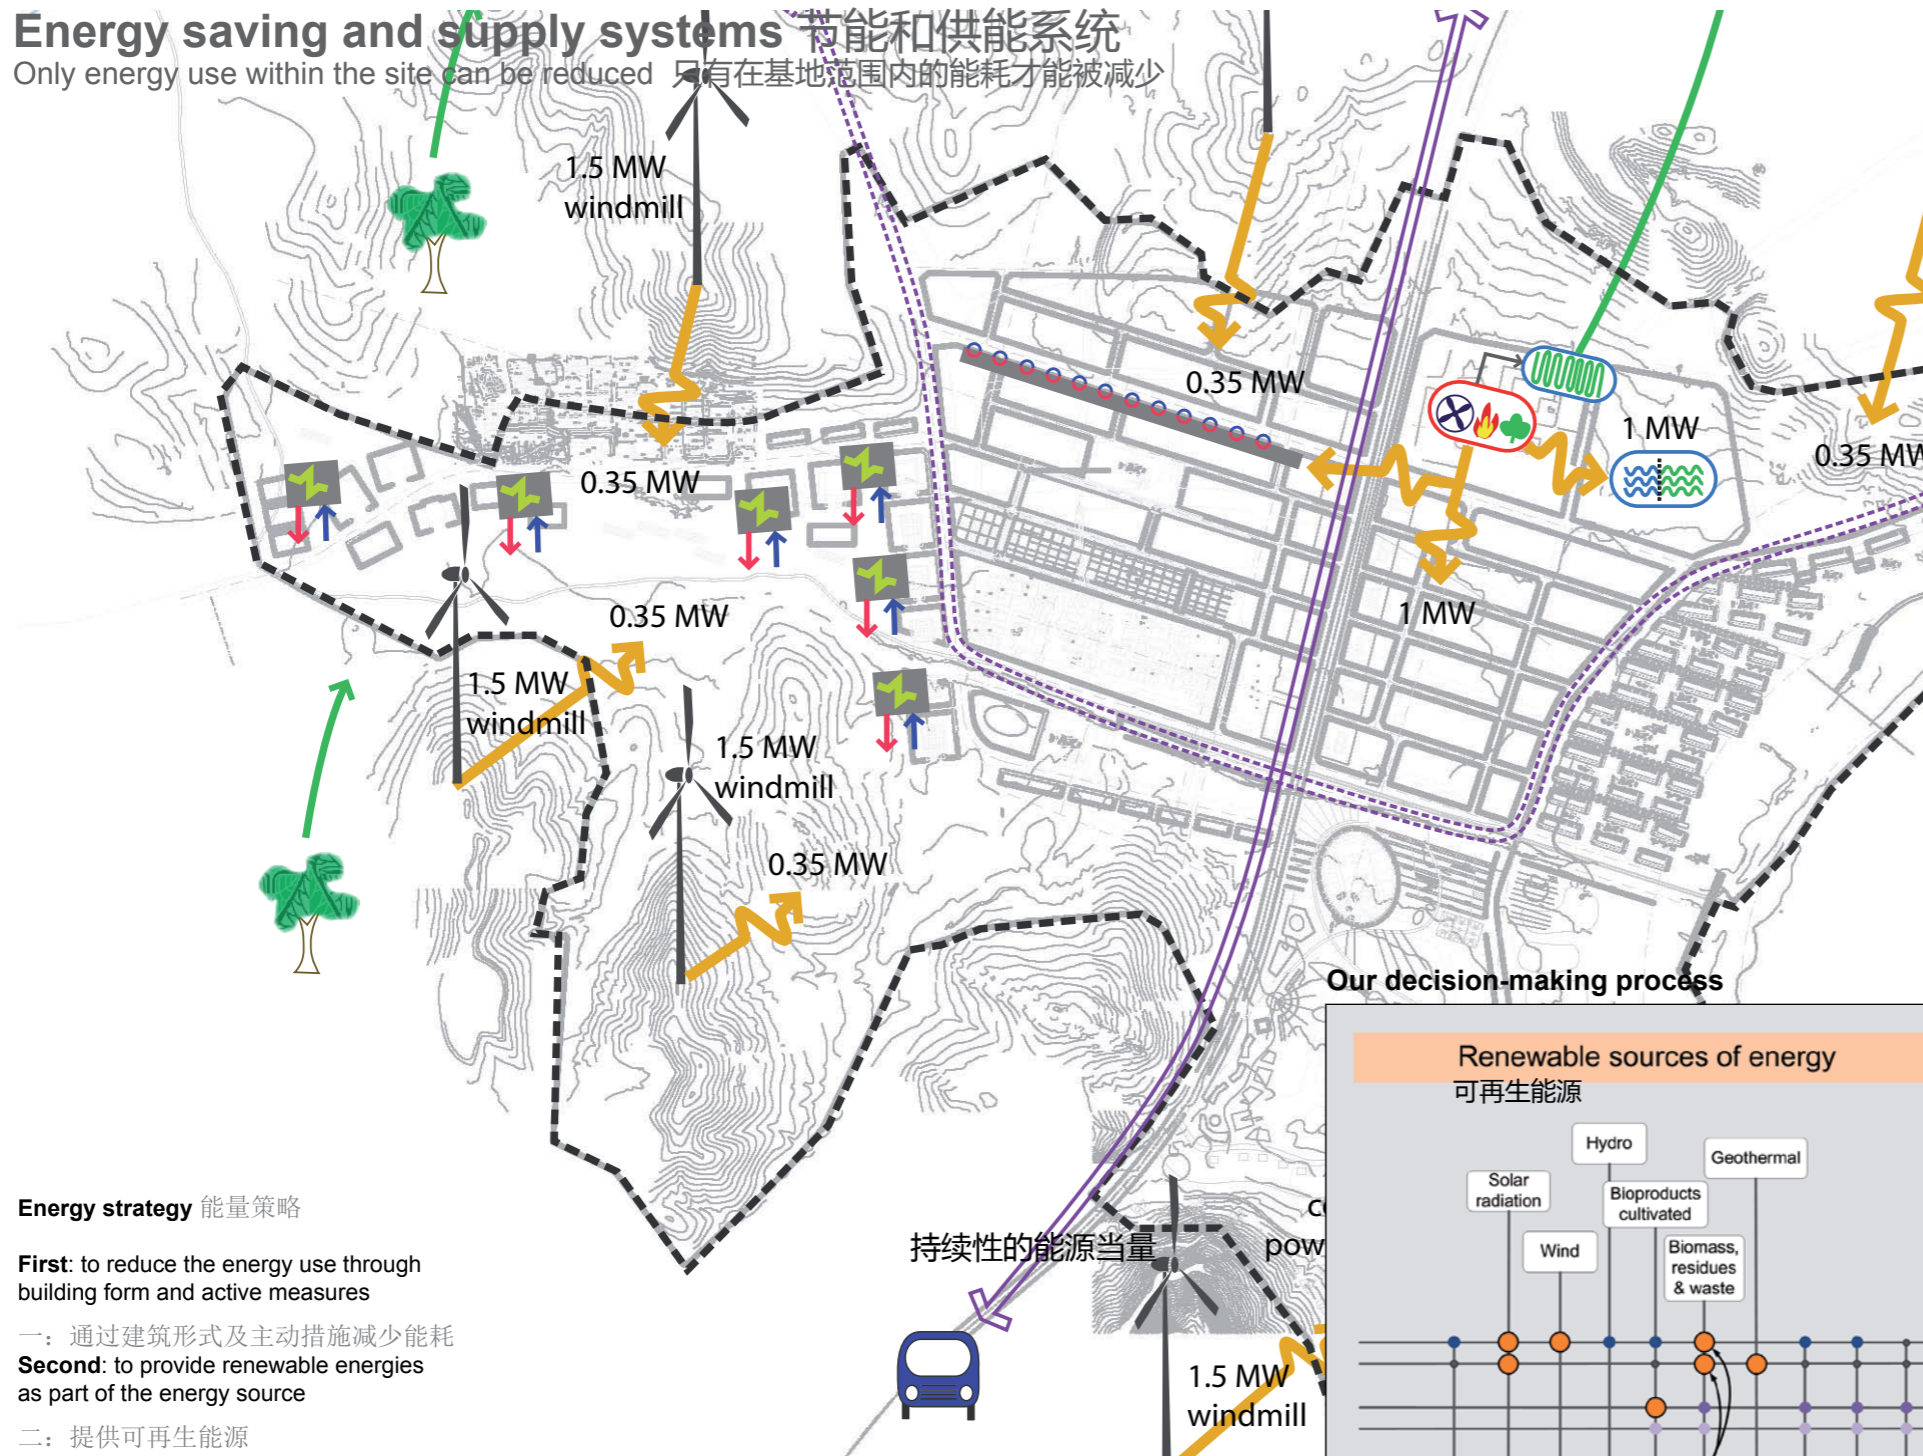 Energy saving and supply systems 节能和供能系统
Only energy use within the site can be reduced 只有在基地范围内的能耗才能被减少
1.5 MW
windmill
0.35 MW
1 MW
0.35 MW
0.35 MW
1 MW
0.35 MW
1.5 MW
windmill
1.5 MW
windmill
0.35 MW
Our decision-making process
Renewable sources of energy
可再生能源
Hydro
Geothermal
Solar
radiation
Bioproducts
cultivated
Wind
Biomass,
residues
& waste
Energy strategy 能量策略
First: to reduce the energy use through
building form and active measures
一：通过建筑形式及主动措施减少能耗
Second: to provide renewable energies
as part of the energy source
二：提供可再生能源
持续性的能源当量
1.5 MW
windmill